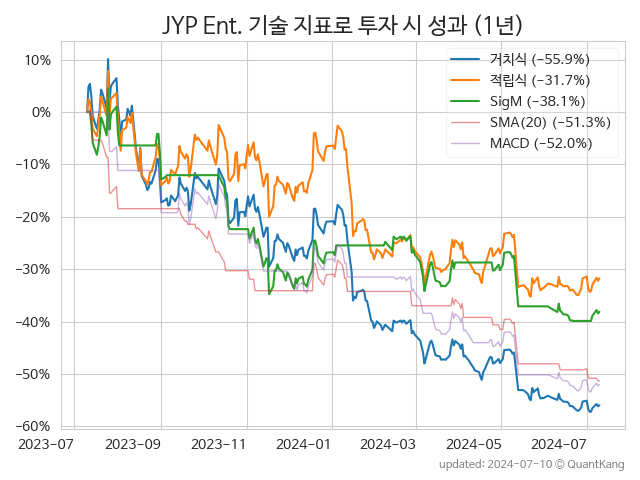 JYP Ent. 기술 지표로 투자 시 성과 (1년)
거치식 (−55.9%)
적립식 (−31.7%)
SigM (−38.1%)
SMA(20) (−51.3%)
MACD (−52.0%)
10%
0%
−10%
−20%
−30%
−40%
−50%
−60%
2023-07
2023-09
2023-11
2024-01
2024-03
2024-05
2024-07
updated: 2024-07-10 © QuantKang